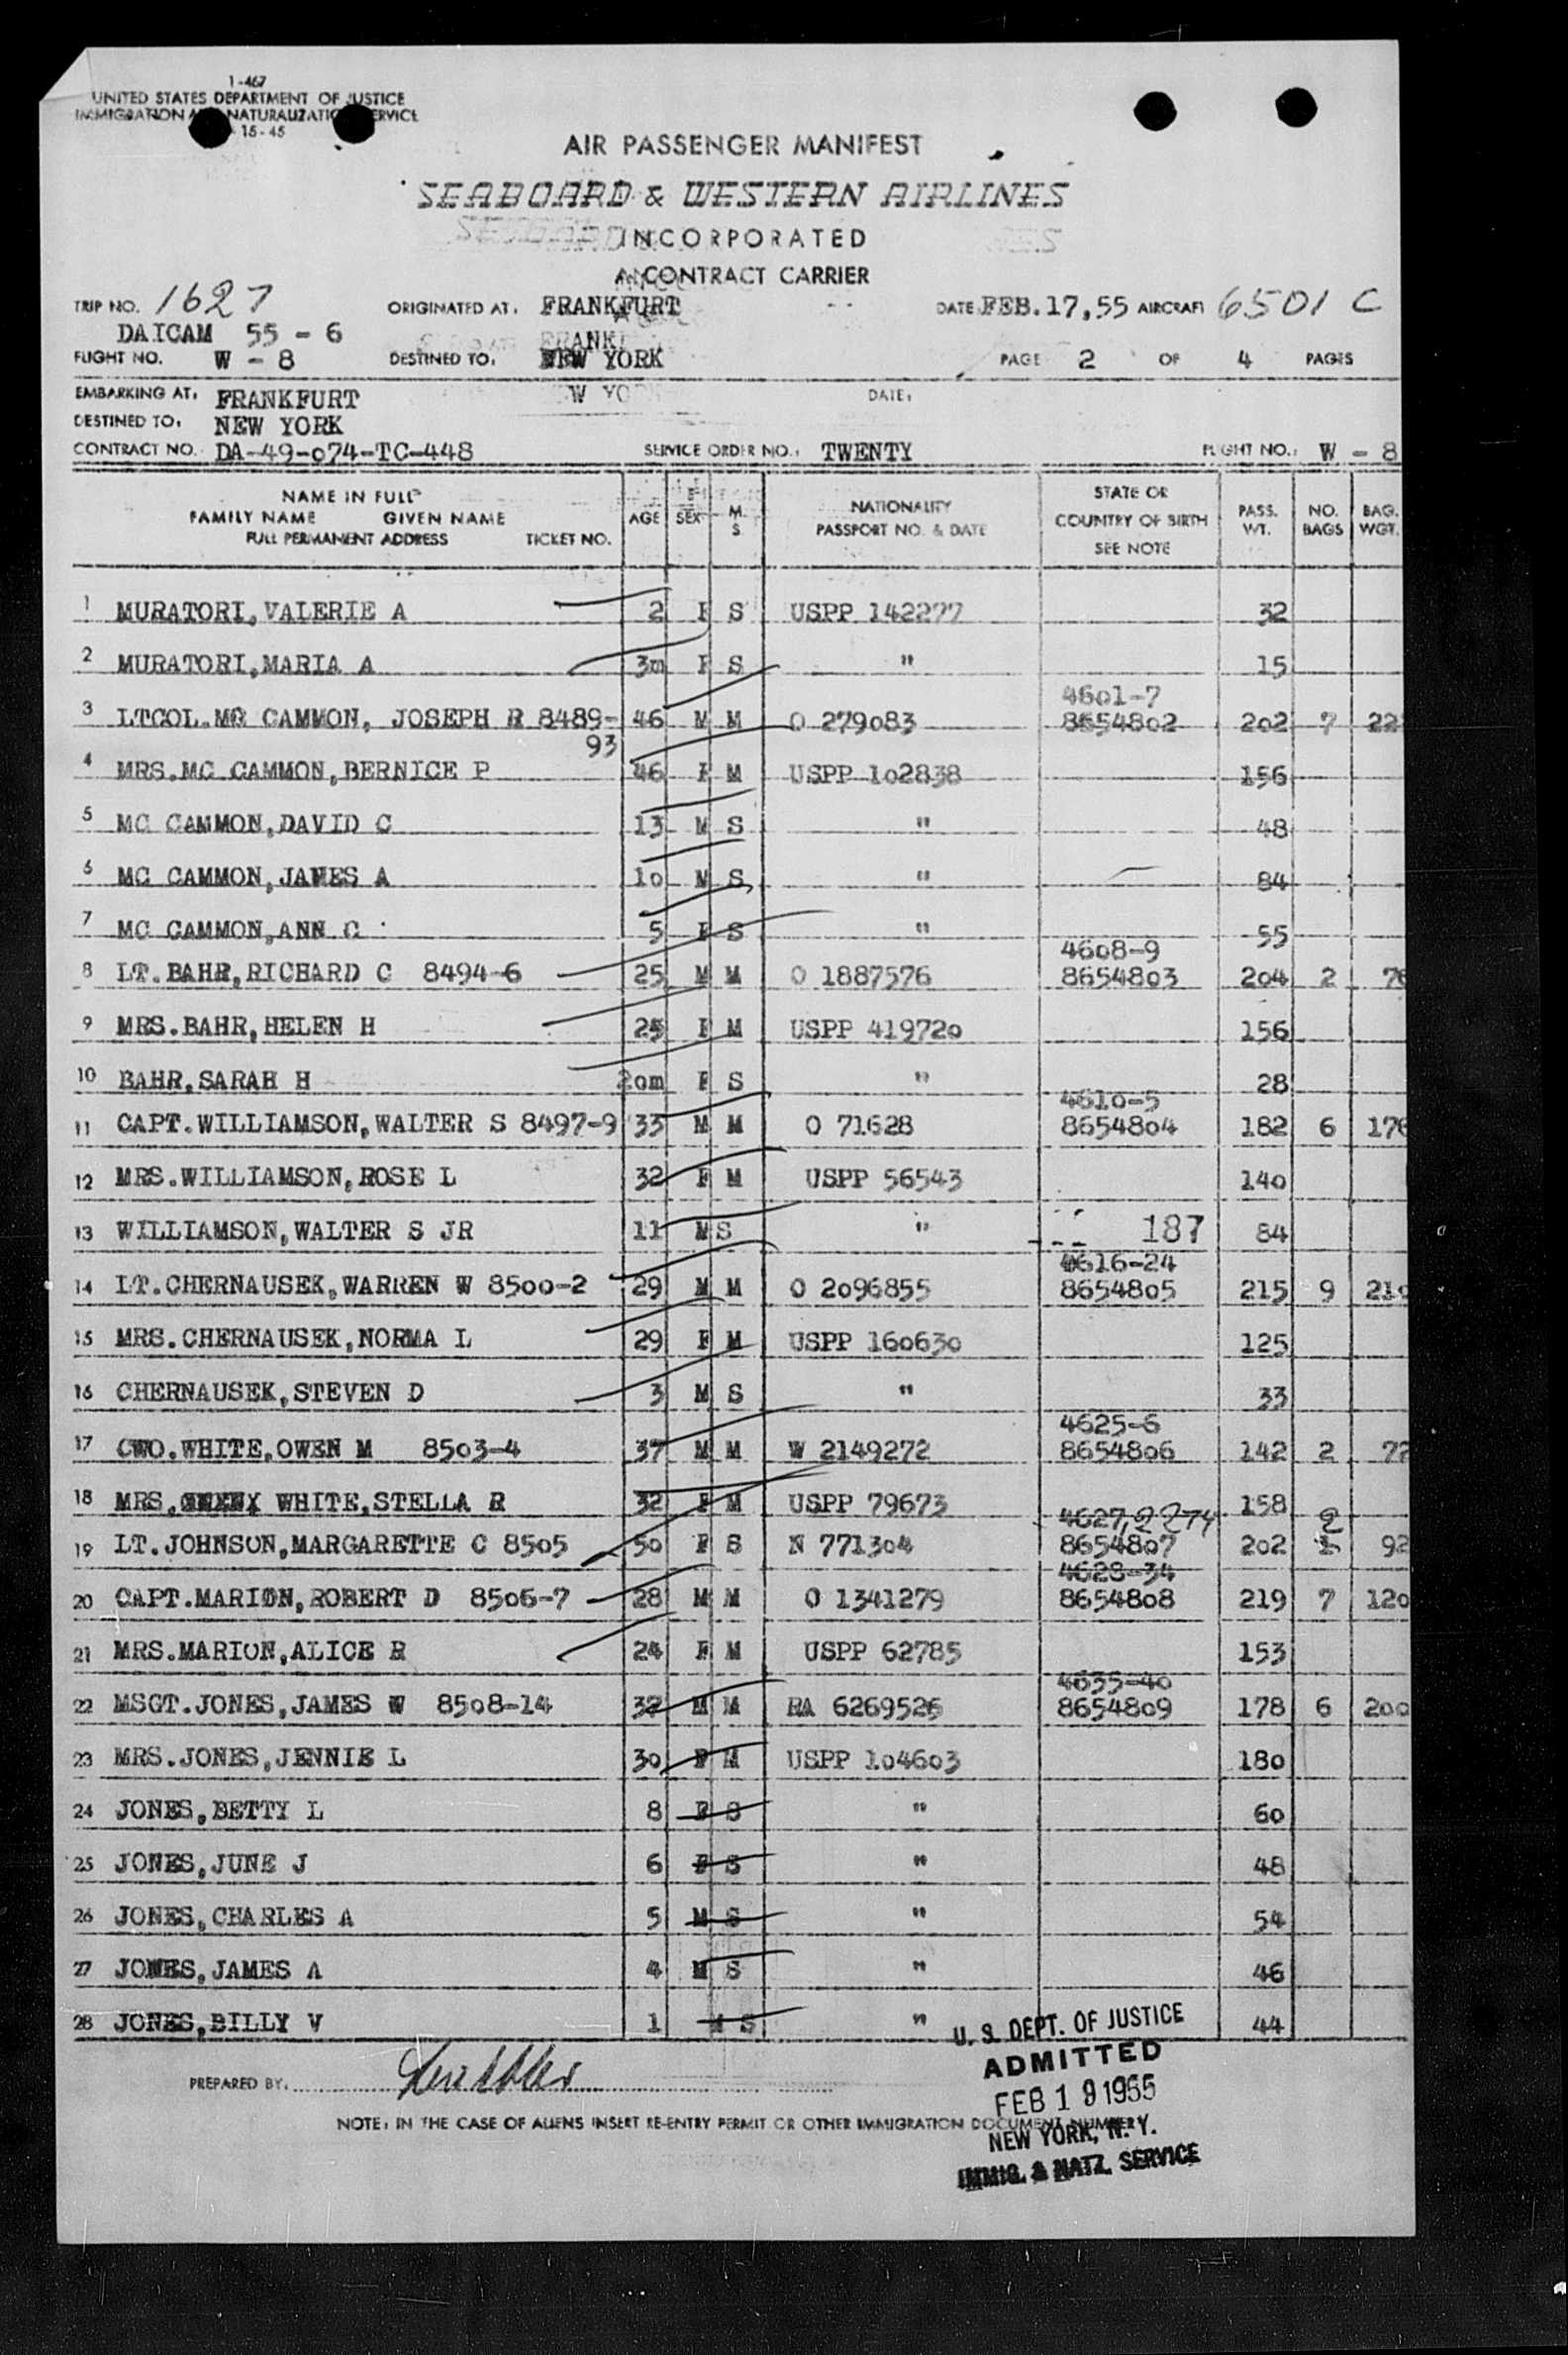 1-467
UNITED STATES DEPARTMENT OF JUSTICE
IMMIGRATION NATURALIZATION SERVICE
15-45
AIR PASSENGER MANIFEST
SEABOARD & WESTERN AIRLINES
INCORPORATED
A CONTRACT CARRIER
TRIP NO. 1627 ORIGINATED AT: FRANKFURT DATE: FEB.17,55 AIRCRAFT 6501 C
DAICAM 55 - 6
FLIGHT NO. W - 8 DESTINED TO: NEW YORK PAGE 2 OF 4 PAGES
EMBARKING AT: FRANKFURT DATE:
DESTINED TO: NEW YORK
CONTRACT NO. DA-49-074-TC-448 SERVICE ORDER NO.: TWENTY FLIGHT NO.: W - 8
NAME IN FULL
FAMILY NAME GIVEN NAME
FULL PERMANENT ADDRESS TICKET NO. AGE SEX M. S. NATIONALITY PASSPORT NO. & DATE STATE OR COUNTRY OF BIRTH SEE NOTE PASS. WT. NO. BAGS BAG. WGT.
1 MURATORI,VALERIE A 2 F S USPP 142277 32
2 MURATORI,MARIA A 3m F S " 15
4601-7
3 LTCOL.MC CAMMON, JOSEPH R 8489- 46 M M O 279083 8654802 202 7 22
93
4 MRS.MC CAMMON,BERNICE P 46 F M USPP 102838 156
5 MC CAMMON,DAVID C 13 M S " 48
6 MC CAMMON,JAMES A 10 M S " 84
7 MC CAMMON,ANN C 5 F S " 55
4608-9
8 LT.BAHR,RICHARD C 8494-6 25 M M O 1887576 8654803 204 2 76
9 MRS.BAHR,HELEN H 25 F M USPP 419720 156
10 BAHR,SARAH H 20m F S " 28
4610-5
11 CAPT.WILLIAMSON,WALTER S 8497-9 33 M M O 71628 8654804 182 6 176
12 MRS.WILLIAMSON,ROSE L 32 F M USPP 56543 140
13 WILLIAMSON,WALTER S JR 11 M S " 187 84
4616-24
14 LT.CHERNAUSEK,WARREN W 8500-2 29 M M O 2096855 8654805 215 9 210
15 MRS.CHERNAUSEK,NORMA L 29 F M USPP 160630 125
16 CHERNAUSEK,STEVEN D 3 M S " 33
4625-6
17 CWO.WHITE,OWEN M 8503-4 37 M M W 2149272 8654806 142 2 72
18 MRS. WHITE,STELLA R 32 F M USPP 79673 158
4627,2274 2
19 LT.JOHNSON,MARGARETTE C 8505 50 F S N 771304 8654807 202 1 92
4628-34
20 CAPT.MARION,ROBERT D 8506-7 28 M M O 1341279 8654808 219 7 120
21 MRS.MARION,ALICE R 24 F M USPP 62785 153
4635-40
22 MSGT.JONES,JAMES W 8508-14 32 M M RA 6269526 8654809 178 6 200
23 MRS.JONES,JENNIE L 30 F M USPP 104603 180
24 JONES,BETTY L 8 F S " 60
25 JONES,JUNE J 6 F S " 48
26 JONES,CHARLES A 5 M S " 54
27 JONES,JAMES A 4 M S " 46
28 JONES,BILLY V 1 M S " 44
PREPARED BY:
NOTE: IN THE CASE OF ALIENS INSERT RE-ENTRY PERMIT OR OTHER IMMIGRATION DOCUMENT NUMBER
U. S. DEPT. OF JUSTICE
ADMITTED
FEB 19 1955
NEW YORK, N. Y.
IMMIG. & NATZ. SERVICE